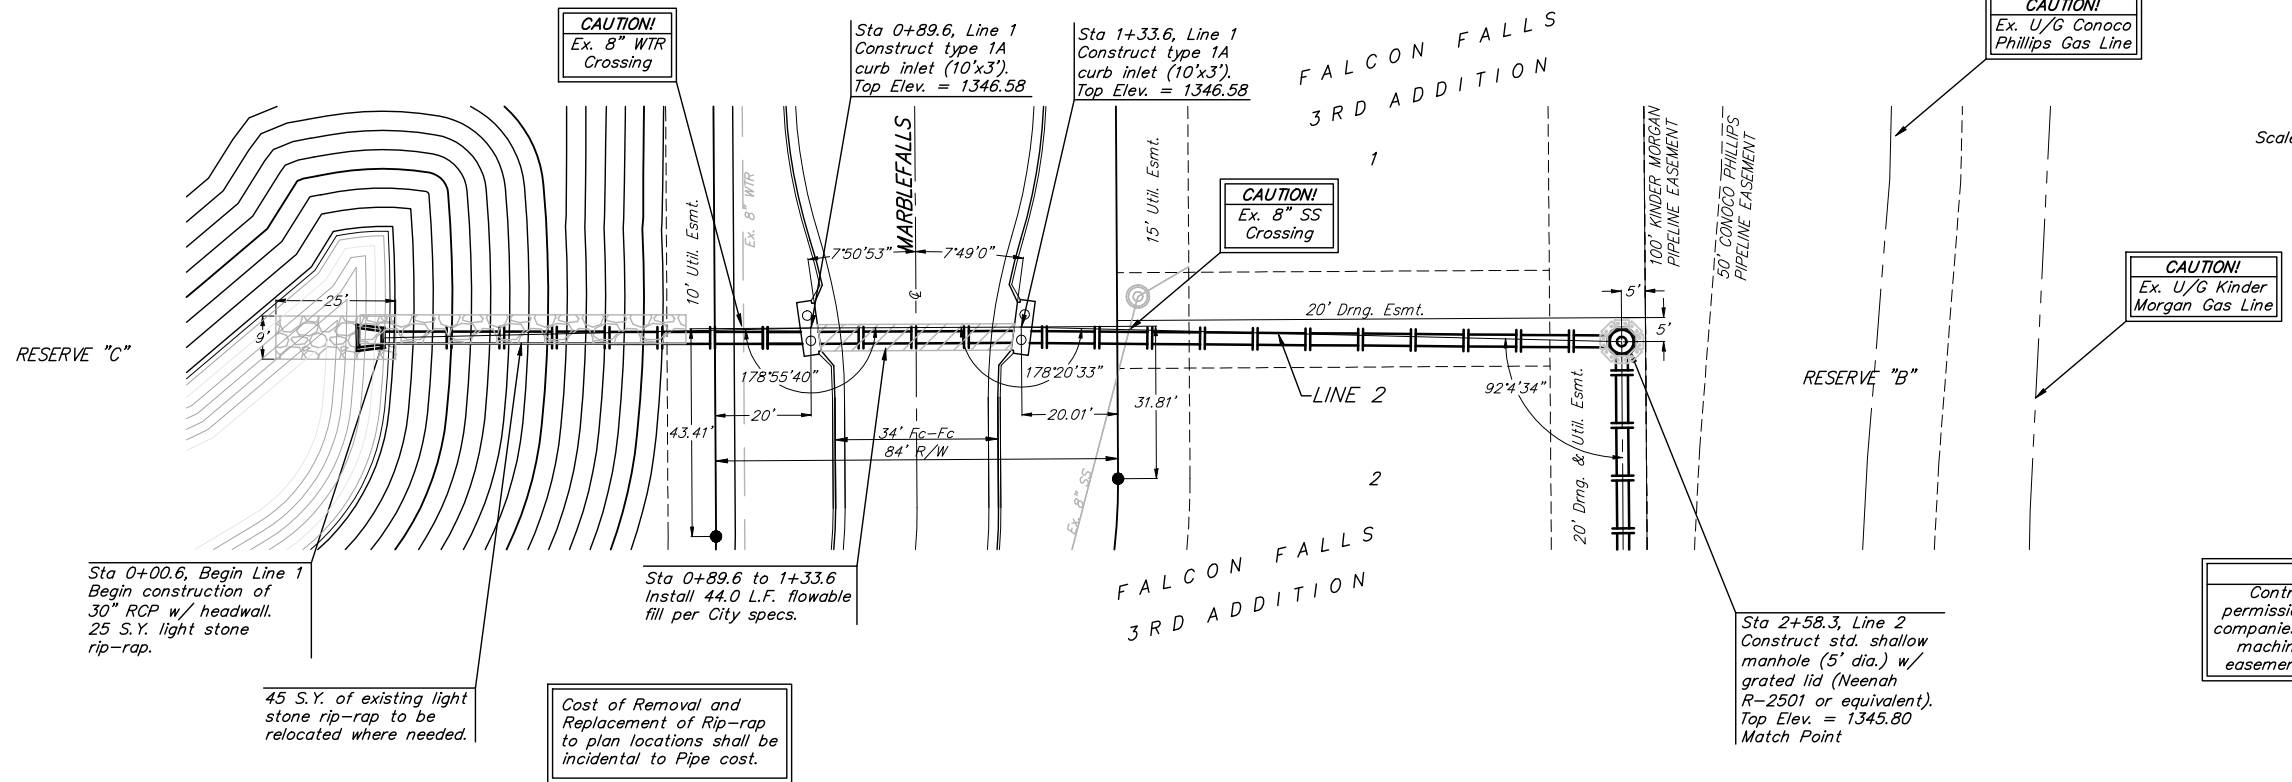 CAUTION!
Ex. 8" WTR
Crossing
Sta 0+89.6, Line 1
Construct type 1A
curb inlet (10'x3').
Top Elev. = 1346.58
Sta 1+33.6, Line 1
Construct type 1A
curb inlet (10'x3').
Top Elev. = 1346.58
FALCON FALLS
3RD ADDITION
1
CAUTION!
Ex. U/G Conoco
Phillips Gas Line
Scale
MARBLEFALLS
Ex. 8" WTR
10' Util. Esmt.
15' Util. Esmt.
CAUTION!
Ex. 8" SS
Crossing
100' KINDER MORGAN
PIPELINE EASEMENT
50' CONOCO PHILLIPS
PIPELINE EASEMENT
CAUTION!
Ex. U/G Kinder
Morgan Gas Line
7°50'53"
7°49'0"
25'
9'
RESERVE "C"
20' Drng. Esmt.
5'
5'
178°55'40"
178°20'33"
LINE 2
92°4'34"
RESERVE "B"
43.41'
20'
20.01'
31.81'
34' Fc-Fc
84' R/W
Ex. 8" SS
2
20' Drng. & Util. Esmt.
FALCON FALLS
3RD ADDITION
Sta 0+00.6, Begin Line 1
Begin construction of
30" RCP w/ headwall.
25 S.Y. light stone
rip-rap.
Sta 0+89.6 to 1+33.6
Install 44.0 L.F. flowable
fill per City specs.
45 S.Y. of existing light
stone rip-rap to be
relocated where needed.
Cost of Removal and
Replacement of Rip-rap
to plan locations shall be
incidental to Pipe cost.
Sta 2+58.3, Line 2
Construct std. shallow
manhole (5' dia.) w/
grated lid (Neenah
R-2501 or equivalent).
Top Elev. = 1345.80
Match Point
Contr
permissi
companie
machin
easemen